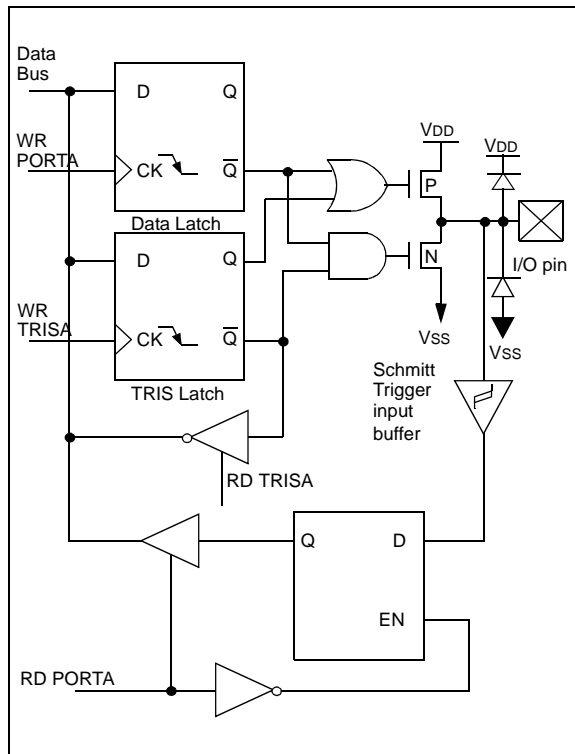 Data
Bus
D Q
WR
PORTA
CK Q
VDD
VDD
P
Data Latch
D Q
N
I/O pin
WR
TRISA
CK Q
VSS
VSS
TRIS Latch
Schmitt
Trigger
input
buffer
RD TRISA
Q D
EN
RD PORTA